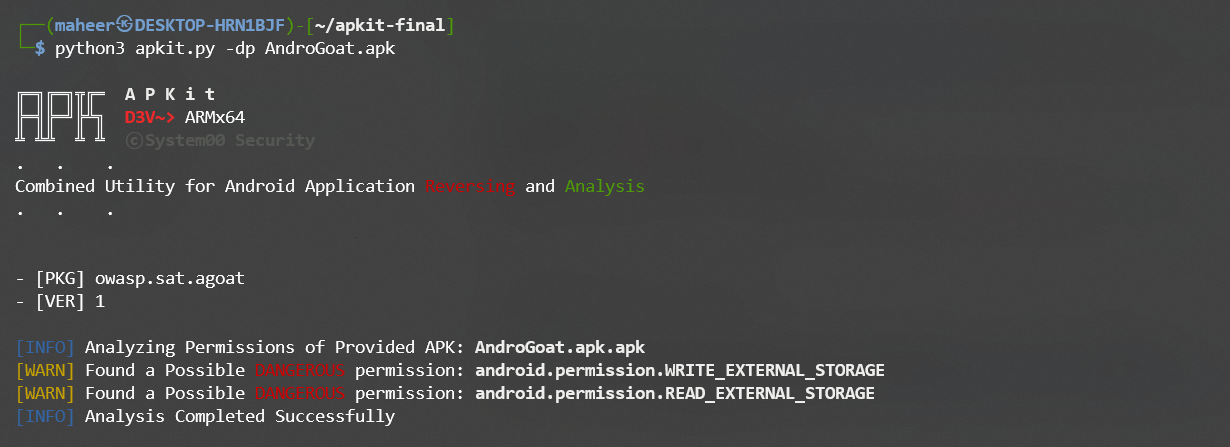 ┌──(maheer㉿DESKTOP-HRN1BJF)-[~/apkit-final]
└─$ python3 apkit.py -dp AndroGoat.apk
APK
A P K i t
D3V~> ARMx64
ⓒSystem00 Security
.   .    .
Combined Utility for Android Application Reversing and Analysis
.   .    .
- [PKG] owasp.sat.agoat
- [VER] 1
[INFO] Analyzing Permissions of Provided APK: AndroGoat.apk.apk
[WARN] Found a Possible DANGEROUS permission: android.permission.WRITE_EXTERNAL_STORAGE
[WARN] Found a Possible DANGEROUS permission: android.permission.READ_EXTERNAL_STORAGE
[INFO] Analysis Completed Successfully